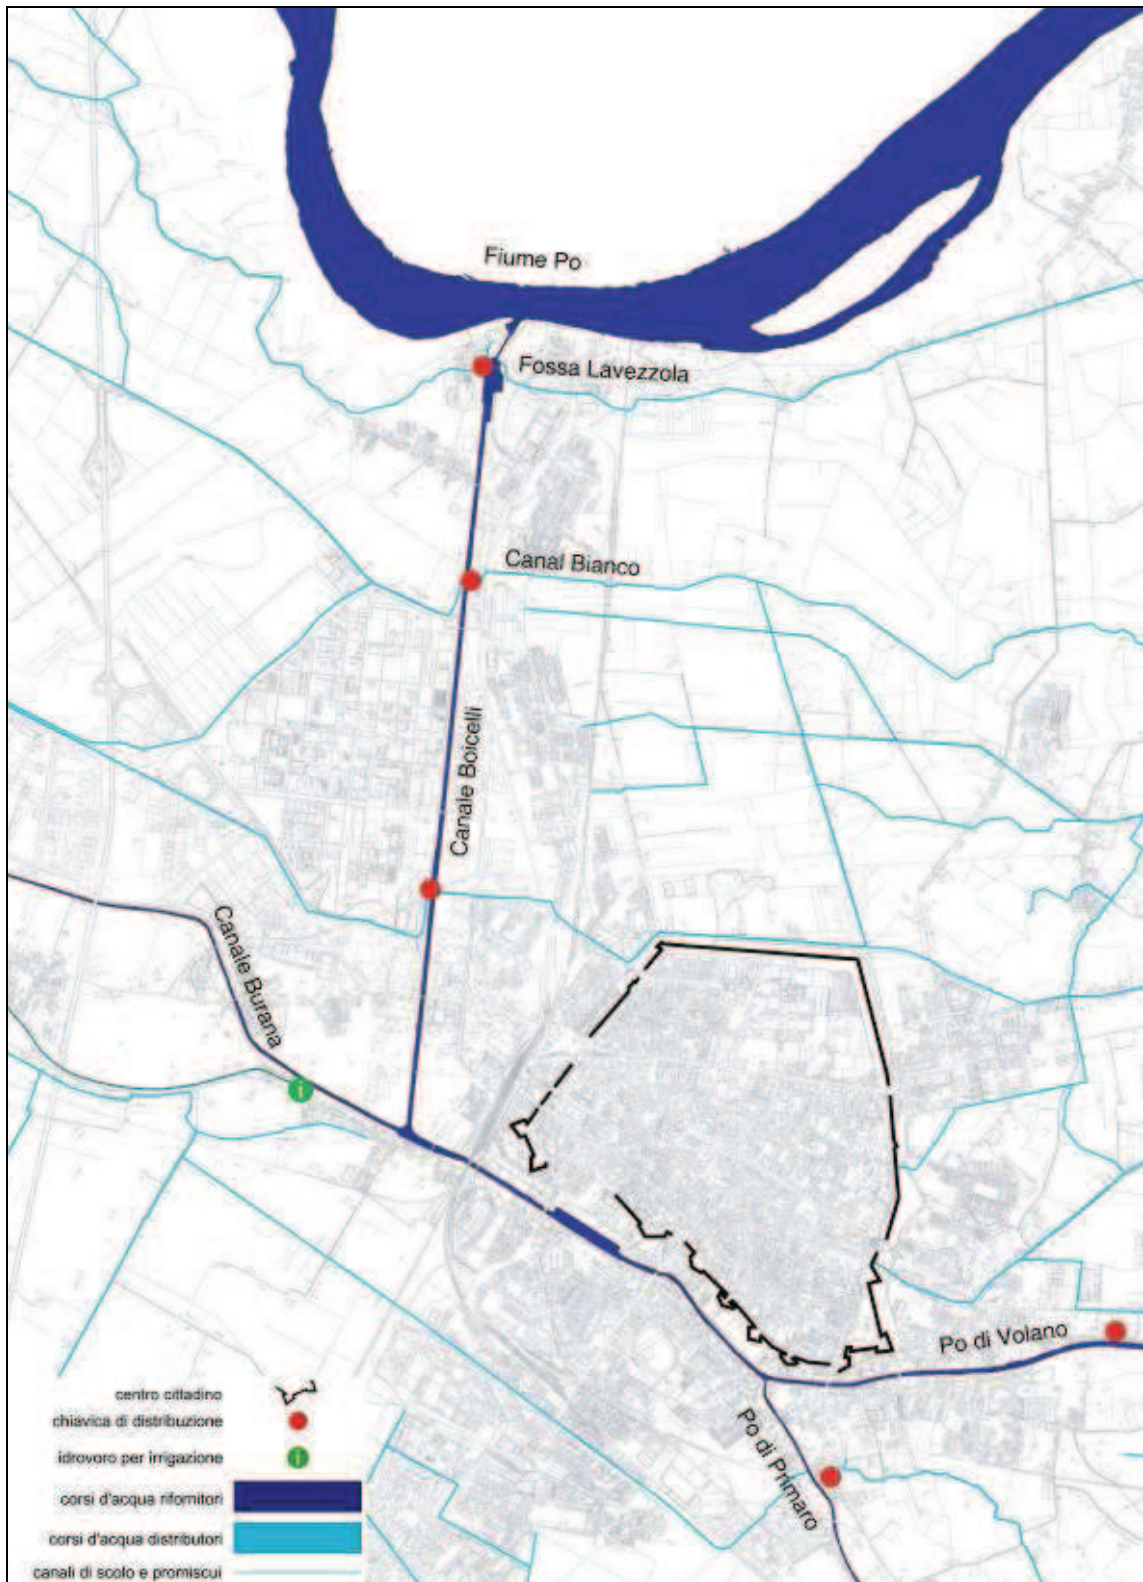 Fiume Po
Fossa Lavezzola
Canal Bianco
Canale Boicelli
Canale Burana
Po di Volano
Po di Primaro
centro cittadino
chiavica di distribuzione
idrovoro per irrigazione
i
i
corsi d'acqua rifornitori
corsi d'acqua distributori
canali di scolo e promiscui